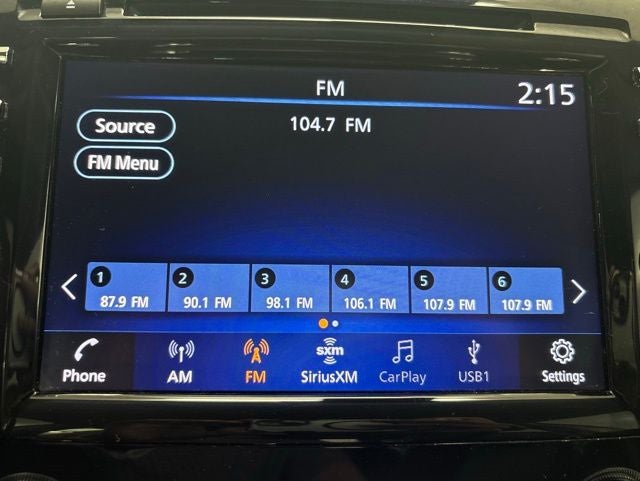 FM
2:15
Source
104.7 FM
FM Menu
1 2 3 4 5 6
87.9 FM 90.1 FM 98.1 FM 106.1 FM 107.9 FM 107.9 FM
sxm
Phone AM FM SiriusXM CarPlay USB1 Settings